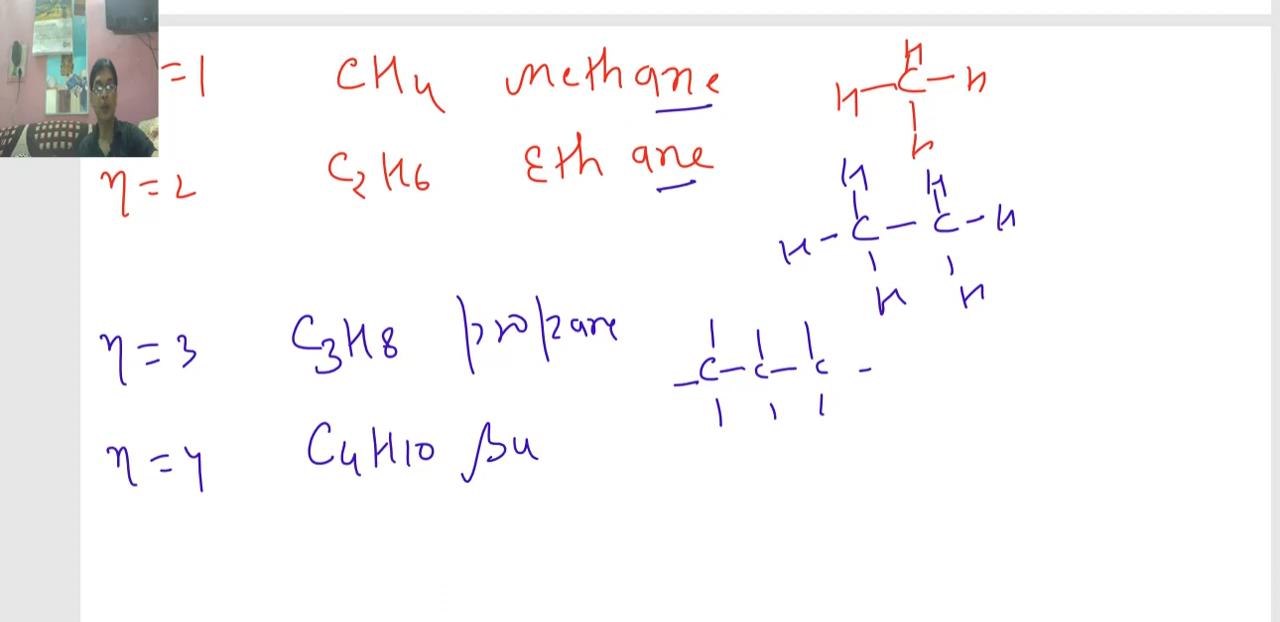 =1 CH4 methane
H-C-H
H
H
η=2 C2H6 Ethane
H H
H-C-C-H
H H
η=3 C3H8 propane
-C-C-C-
η=4 C4H10 Bu